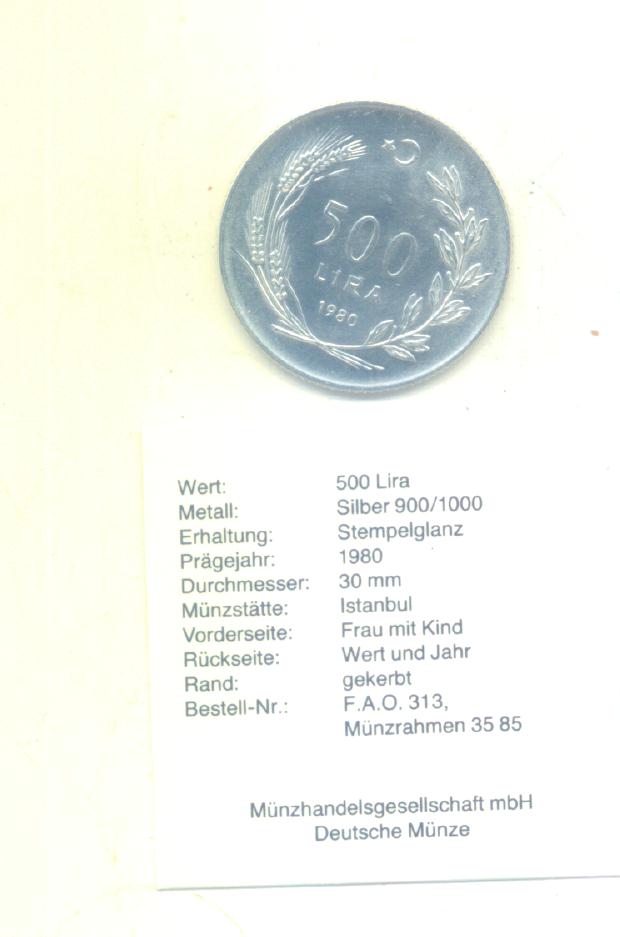 500
LIRA
1980
Wert: 500 Lira
Metall: Silber 900/1000
Erhaltung: Stempelglanz
Prägejahr: 1980
Durchmesser: 30 mm
Münzstätte: Istanbul
Vorderseite: Frau mit Kind
Rückseite: Wert und Jahr
Rand: gekerbt
Bestell-Nr.: F.A.O. 313,
Münzrahmen 35 85
Münzhandelsgesellschaft mbH
Deutsche Münze